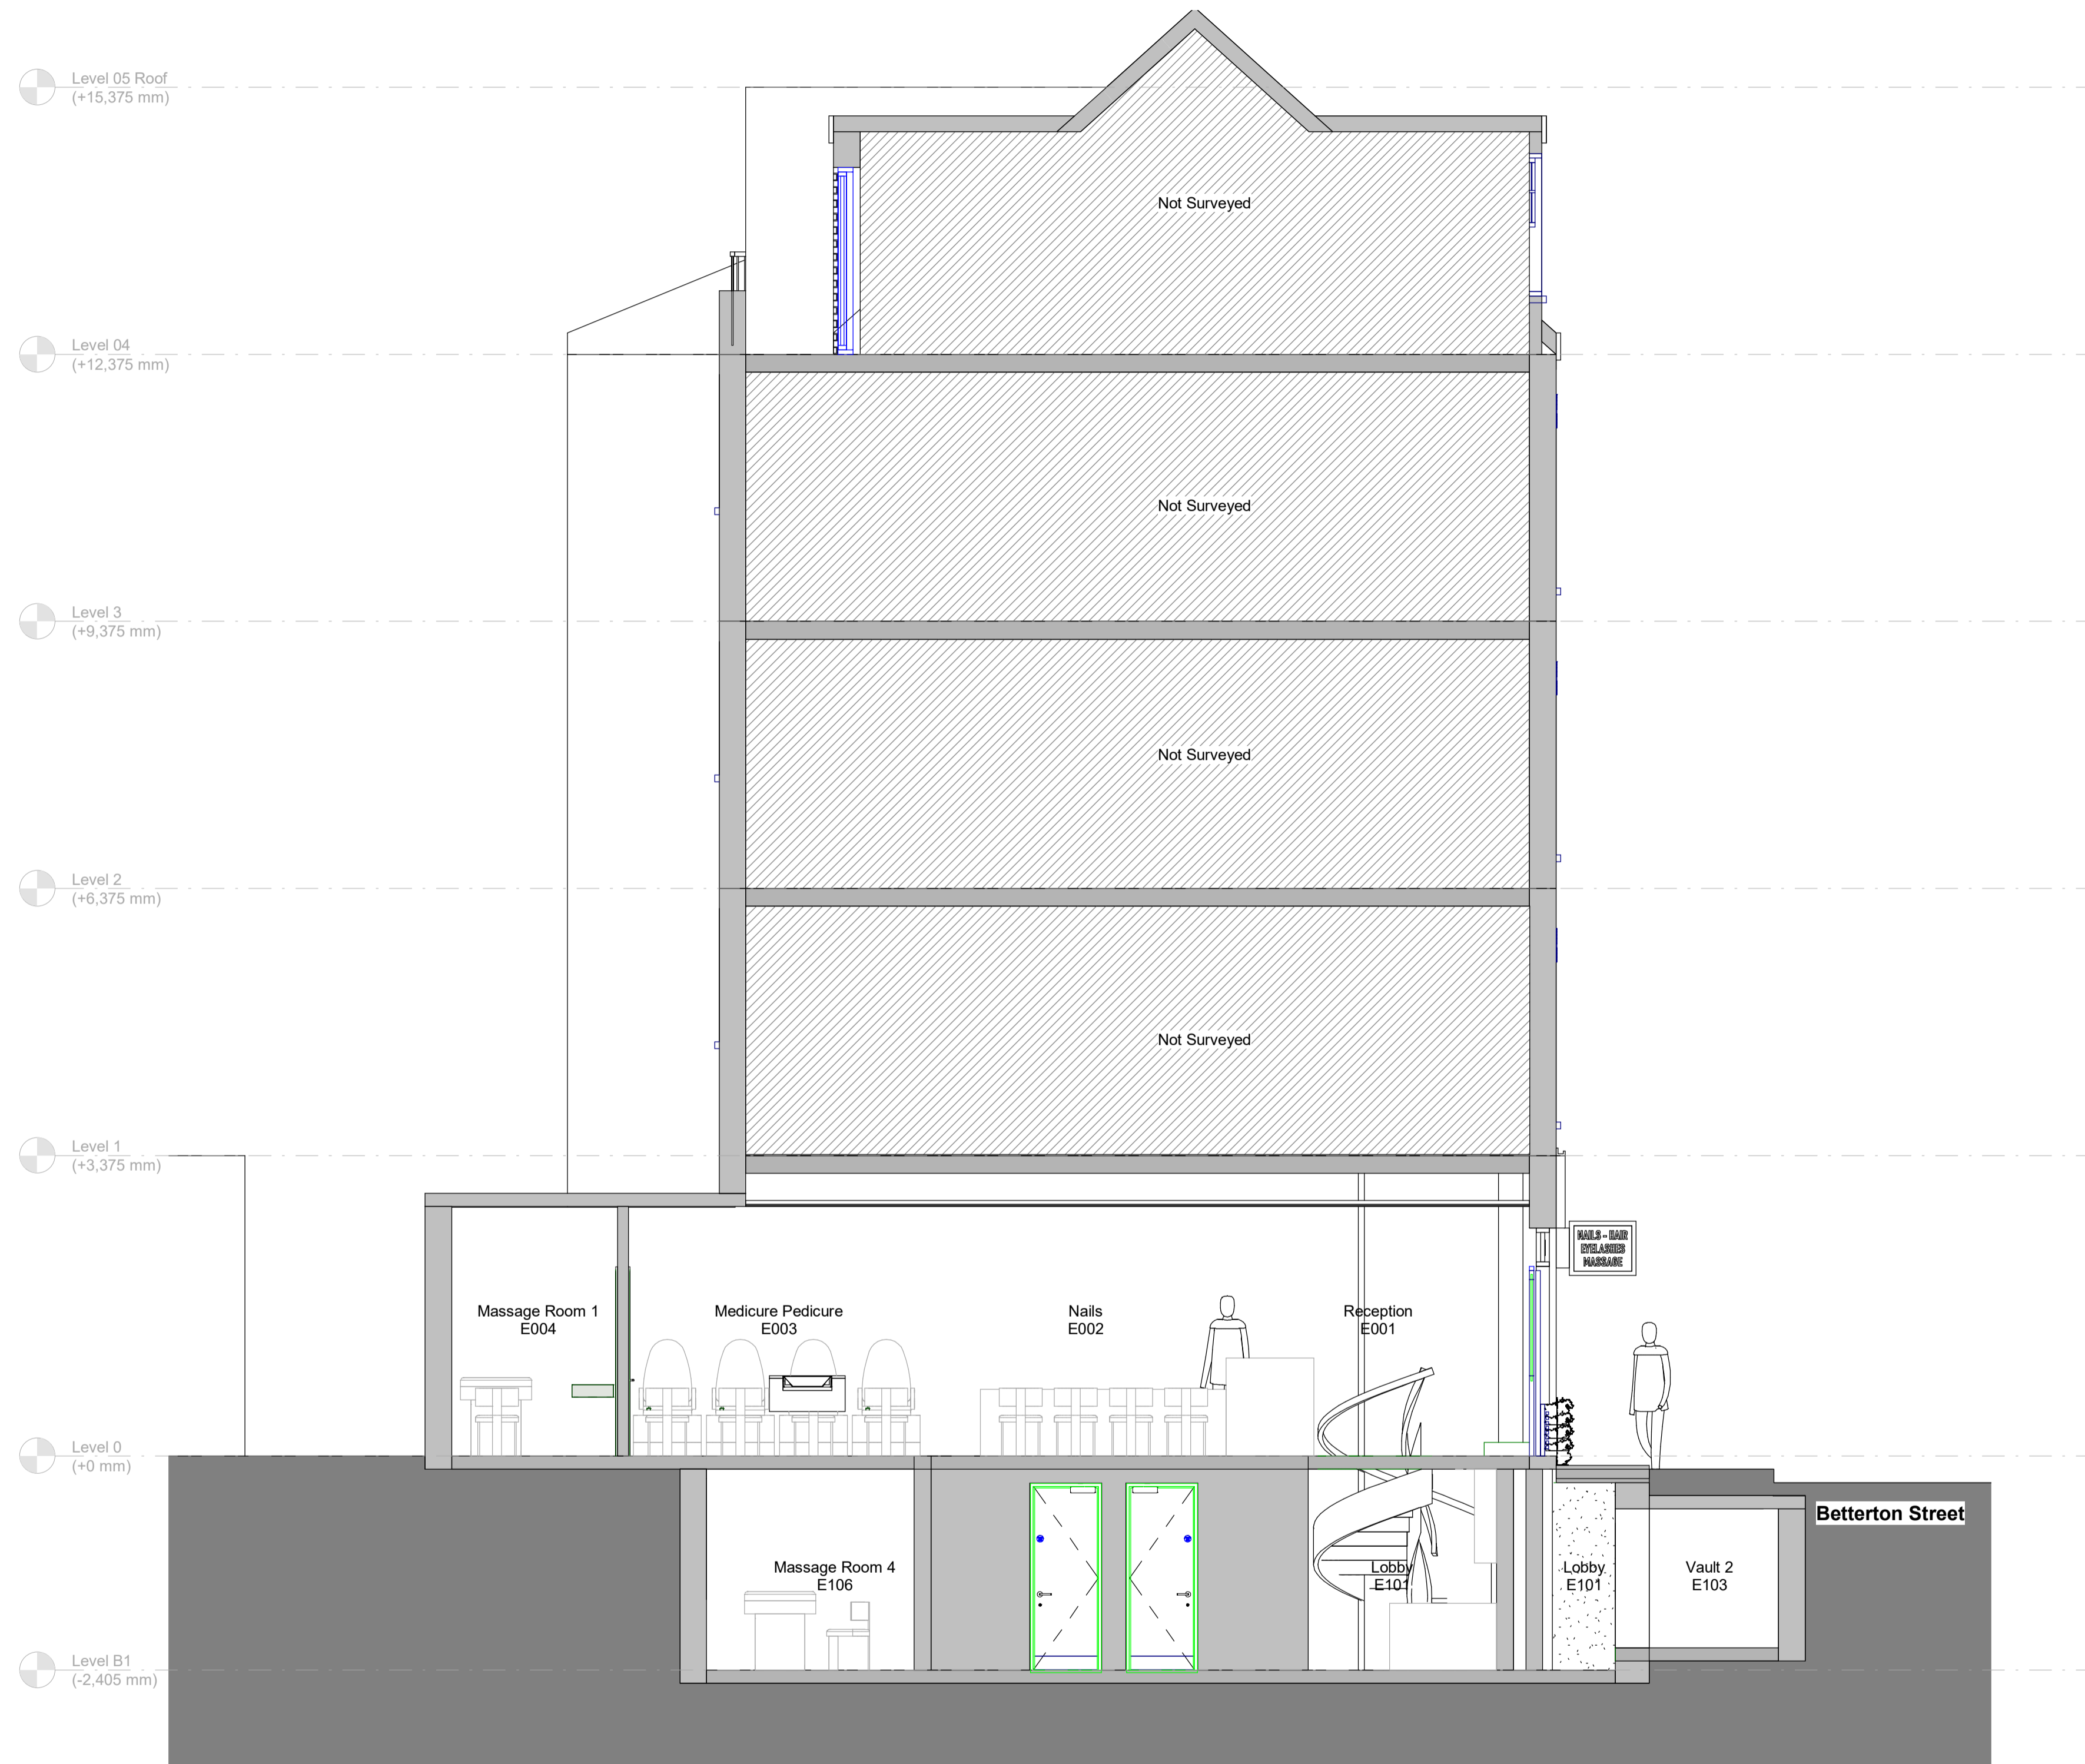 Level 05 Roof
(+15,375 mm)
Not Surveyed
Level 04
(+12,375 mm)
Not Surveyed
Level 3
(+9,375 mm)
Not Surveyed
Level 2
(+6,375 mm)
Not Surveyed
Level 1
(+3,375 mm)
NAILS - HAIR
EYELASHES
MASSAGE
Massage Room 1
E004
Medicure Pedicure
E003
Nails
E002
Reception
E001
Level 0
(+0 mm)
Betterton Street
Massage Room 4
E106
Lobby
E101
Lobby
E101
Vault 2
E103
Level B1
(-2,405 mm)